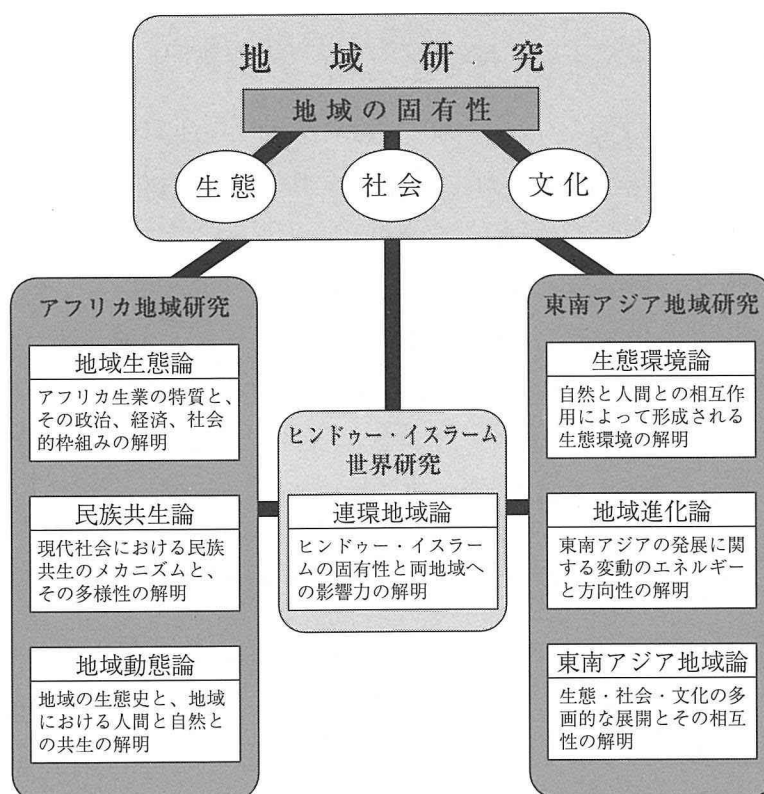 地域研究
地域の固有性
生態
社会
文化
アフリカ地域研究
地域生態論
アフリカ生業の特質と、
その政治、経済、社会
的枠組みの解明
民族共生論
現代社会における民族
共生のメカニズムと、
その多様性の解明
地域動態論
地域の生態史と、地域
における人間と自然と
の共生の解明
ヒンドゥー・イスラーム
世界研究
連環地域論
ヒンドゥー・イスラー
ムの固有性と両地域へ
の影響力の解明
東南アジア地域研究
生態環境論
自然と人間との相互作
用によって形成される
生態環境の解明
地域進化論
東南アジアの発展に関
する変動のエネルギー
と方向性の解明
東南アジア地域論
生態・社会・文化の多
画的な展開とその相互
性の解明